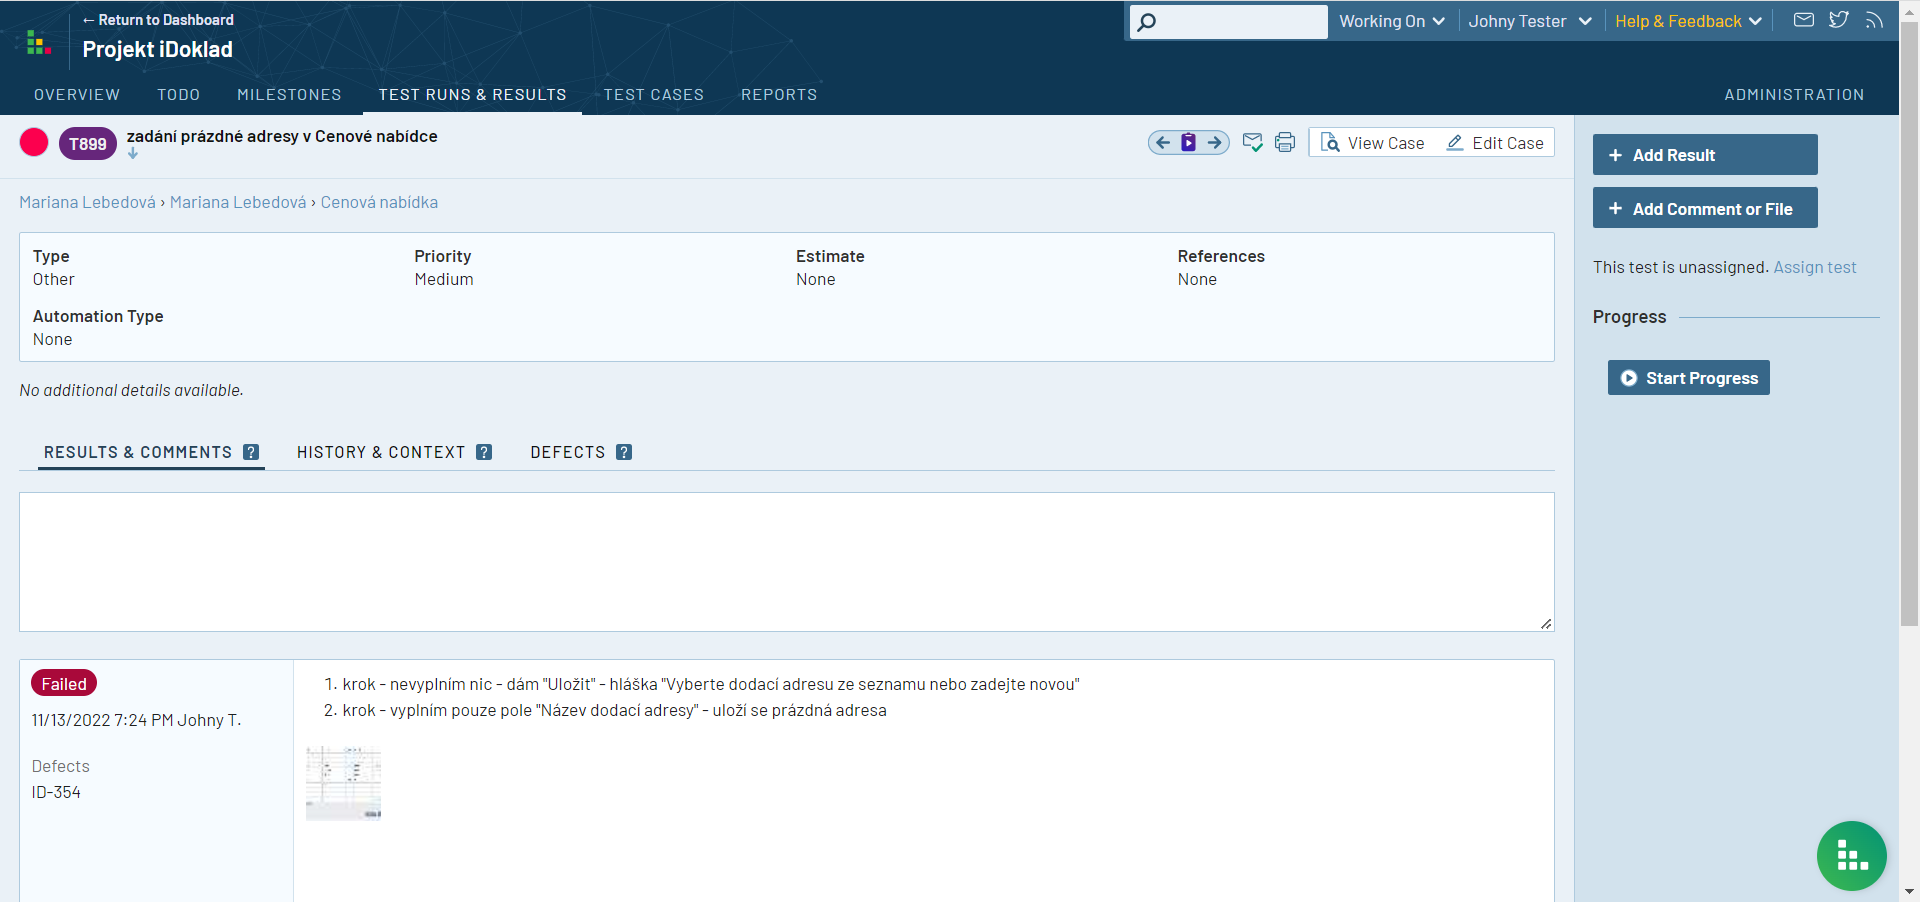 ← Return to Dashboard
Projekt iDoklad
Working On
Johny Tester
Help & Feedback
OVERVIEW
TODO
MILESTONES
TEST RUNS & RESULTS
TEST CASES
REPORTS
ADMINISTRATION
T899
zadání prázdné adresy v Cenové nabídce
View Case
Edit Case
+ Add Result
Mariana Lebedová › Mariana Lebedová › Cenová nabídka
+ Add Comment or File
Type
Other
Priority
Medium
Estimate
None
References
None
Automation Type
None
This test is unassigned. Assign test
Progress
Start Progress
No additional details available.
RESULTS & COMMENTS ?
HISTORY & CONTEXT ?
DEFECTS ?
Failed
11/13/2022 7:24 PM Johny T.
Defects
ID-354
1. krok - nevyplním nic - dám "Uložit" - hláška "Vyberte dodací adresu ze seznamu nebo zadejte novou"
2. krok - vyplním pouze pole "Název dodací adresy" - uloží se prázdná adresa